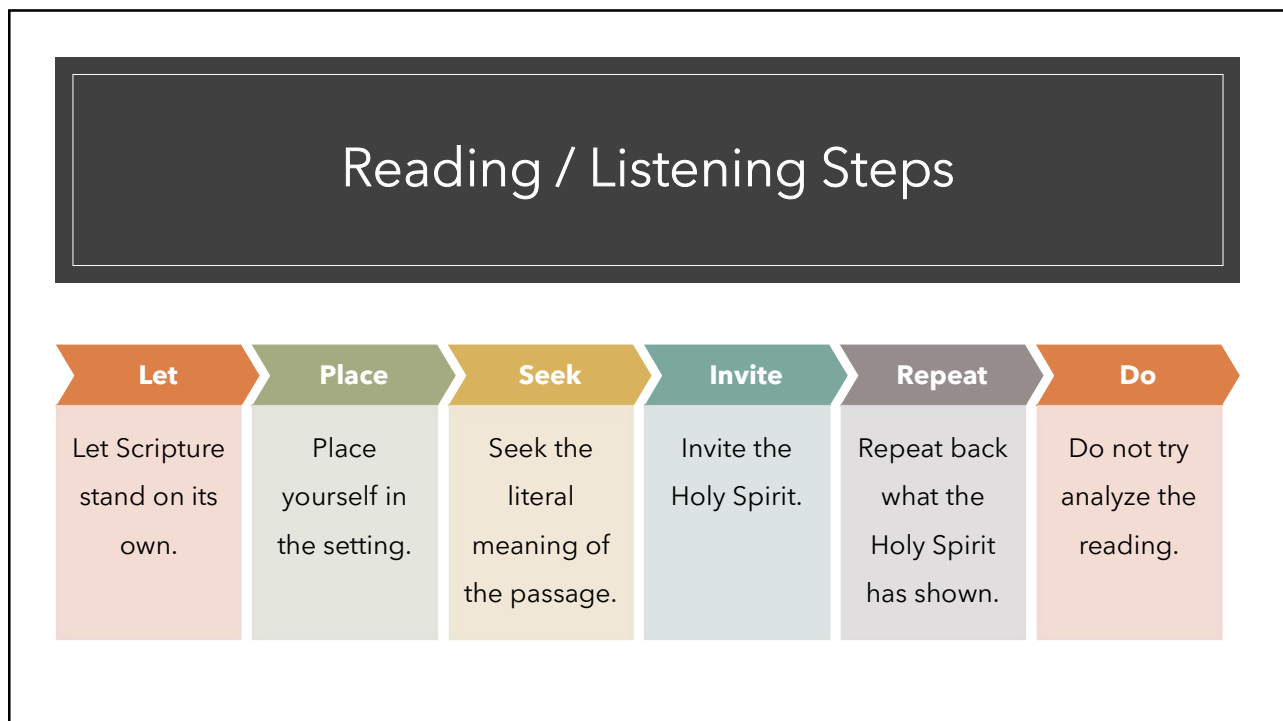 Reading / Listening Steps
Let
Let Scripture
stand on its
own.
Place
Place
yourself in
the setting.
Seek
Seek the
literal
meaning of
the passage.
Invite
Invite the
Holy Spirit.
Repeat
Repeat back
what the
Holy Spirit
has shown.
Do
Do not try
analyze the
reading.